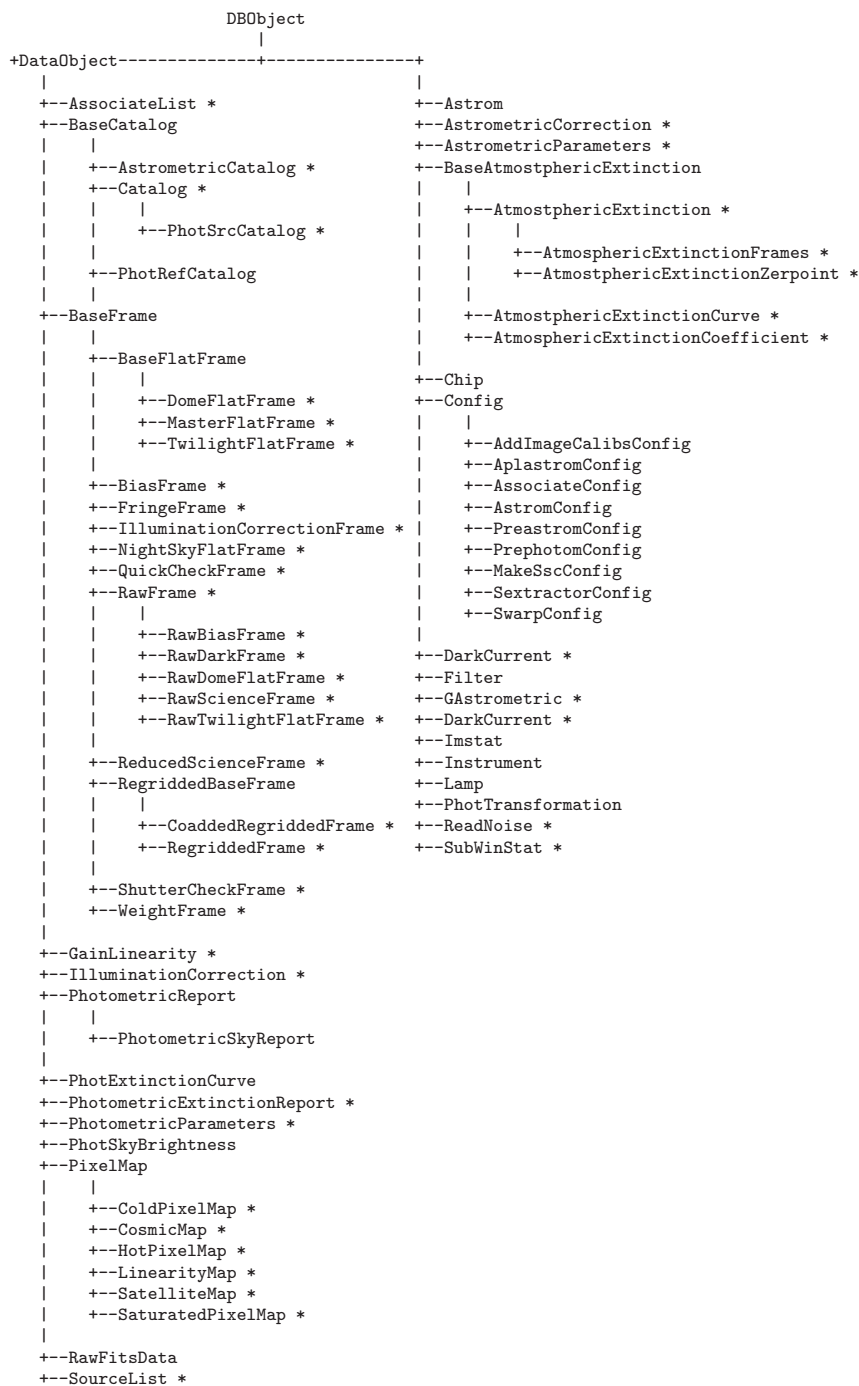 DBObject
                               |
+DataObject--------------+---------------+
    |                                            |
    +--AssociateList *                           +--Astrom
    +--BaseCatalog                               +--AstrometricCorrection *
    |     |                                      +--AstrometricParameters *
    |     +--AstrometricCatalog *                +--BaseAtmostphericExtinction
    |     +--Catalog *                           |     |
    |     |     |                                |     +--AtmostphericExtinction *
    |     |     +--PhotSrcCatalog *              |     |     |
    |     |                                      |     |     +--AtmosphericExtinctionFrames *
    |     +--PhotRefCatalog                      |     |     +--AtmostphericExtinctionZerpoint *
    |     |                                      |     |
    +--BaseFrame                                 |     +--AtmostphericExtinctionCurve *
    |     |                                      |     +--AtmosphericExtinctionCoefficient *
    |     +--BaseFlatFrame                       |
    |     |     |                                +--Chip
    |     |     +--DomeFlatFrame *               +--Config
    |     |     +--MasterFlatFrame *             |     |
    |     |     +--TwilightFlatFrame *           |     +--AddImageCalibsConfig
    |     |                                      |     +--AplastromConfig
    |     +--BiasFrame *                         |     +--AssociateConfig
    |     +--FringeFrame *                       |     +--AstromConfig
    |     +--IlluminationCorrectionFrame *       |     +--PreastromConfig
    |     +--NightSkyFlatFrame *                 |     +--PrephotomConfig
    |     +--QuickCheckFrame *                   |     +--MakeSscConfig
    |     +--RawFrame *                          |     +--SextractorConfig
    |     |     |                                |     +--SwarpConfig
    |     |     +--RawBiasFrame *                |
    |     |     +--RawDarkFrame *                +--DarkCurrent *
    |     |     +--RawDomeFlatFrame *            +--Filter
    |     |     +--RawScienceFrame *             +--GAstrometric *
    |     |     +--RawTwilightFlatFrame *        +--DarkCurrent *
    |     |                                      +--Imstat
    |     +--ReducedScienceFrame *               +--Instrument
    |     +--RegriddedBaseFrame                  +--Lamp
    |     |     |                                +--PhotTransformation
    |     |     +--CoaddedRegriddedFrame *       +--ReadNoise *
    |     |     +--RegriddedFrame *              +--SubWinStat *
    |     |
    |     +--ShutterCheckFrame *
    |     +--WeightFrame *
    |
    +--GainLinearity *
    +--IlluminationCorrection *
    +--PhotometricReport
    |     |
    |     +--PhotometricSkyReport
    |
    +--PhotExtinctionCurve
    +--PhotometricExtinctionReport *
    +--PhotometricParameters *
    +--PhotSkyBrightness
    +--PixelMap
    |     |
    |     +--ColdPixelMap *
    |     +--CosmicMap *
    |     +--HotPixelMap *
    |     +--LinearityMap *
    |     +--SatelliteMap *
    |     +--SaturatedPixelMap *
    |
    +--RawFitsData
    +--SourceList *